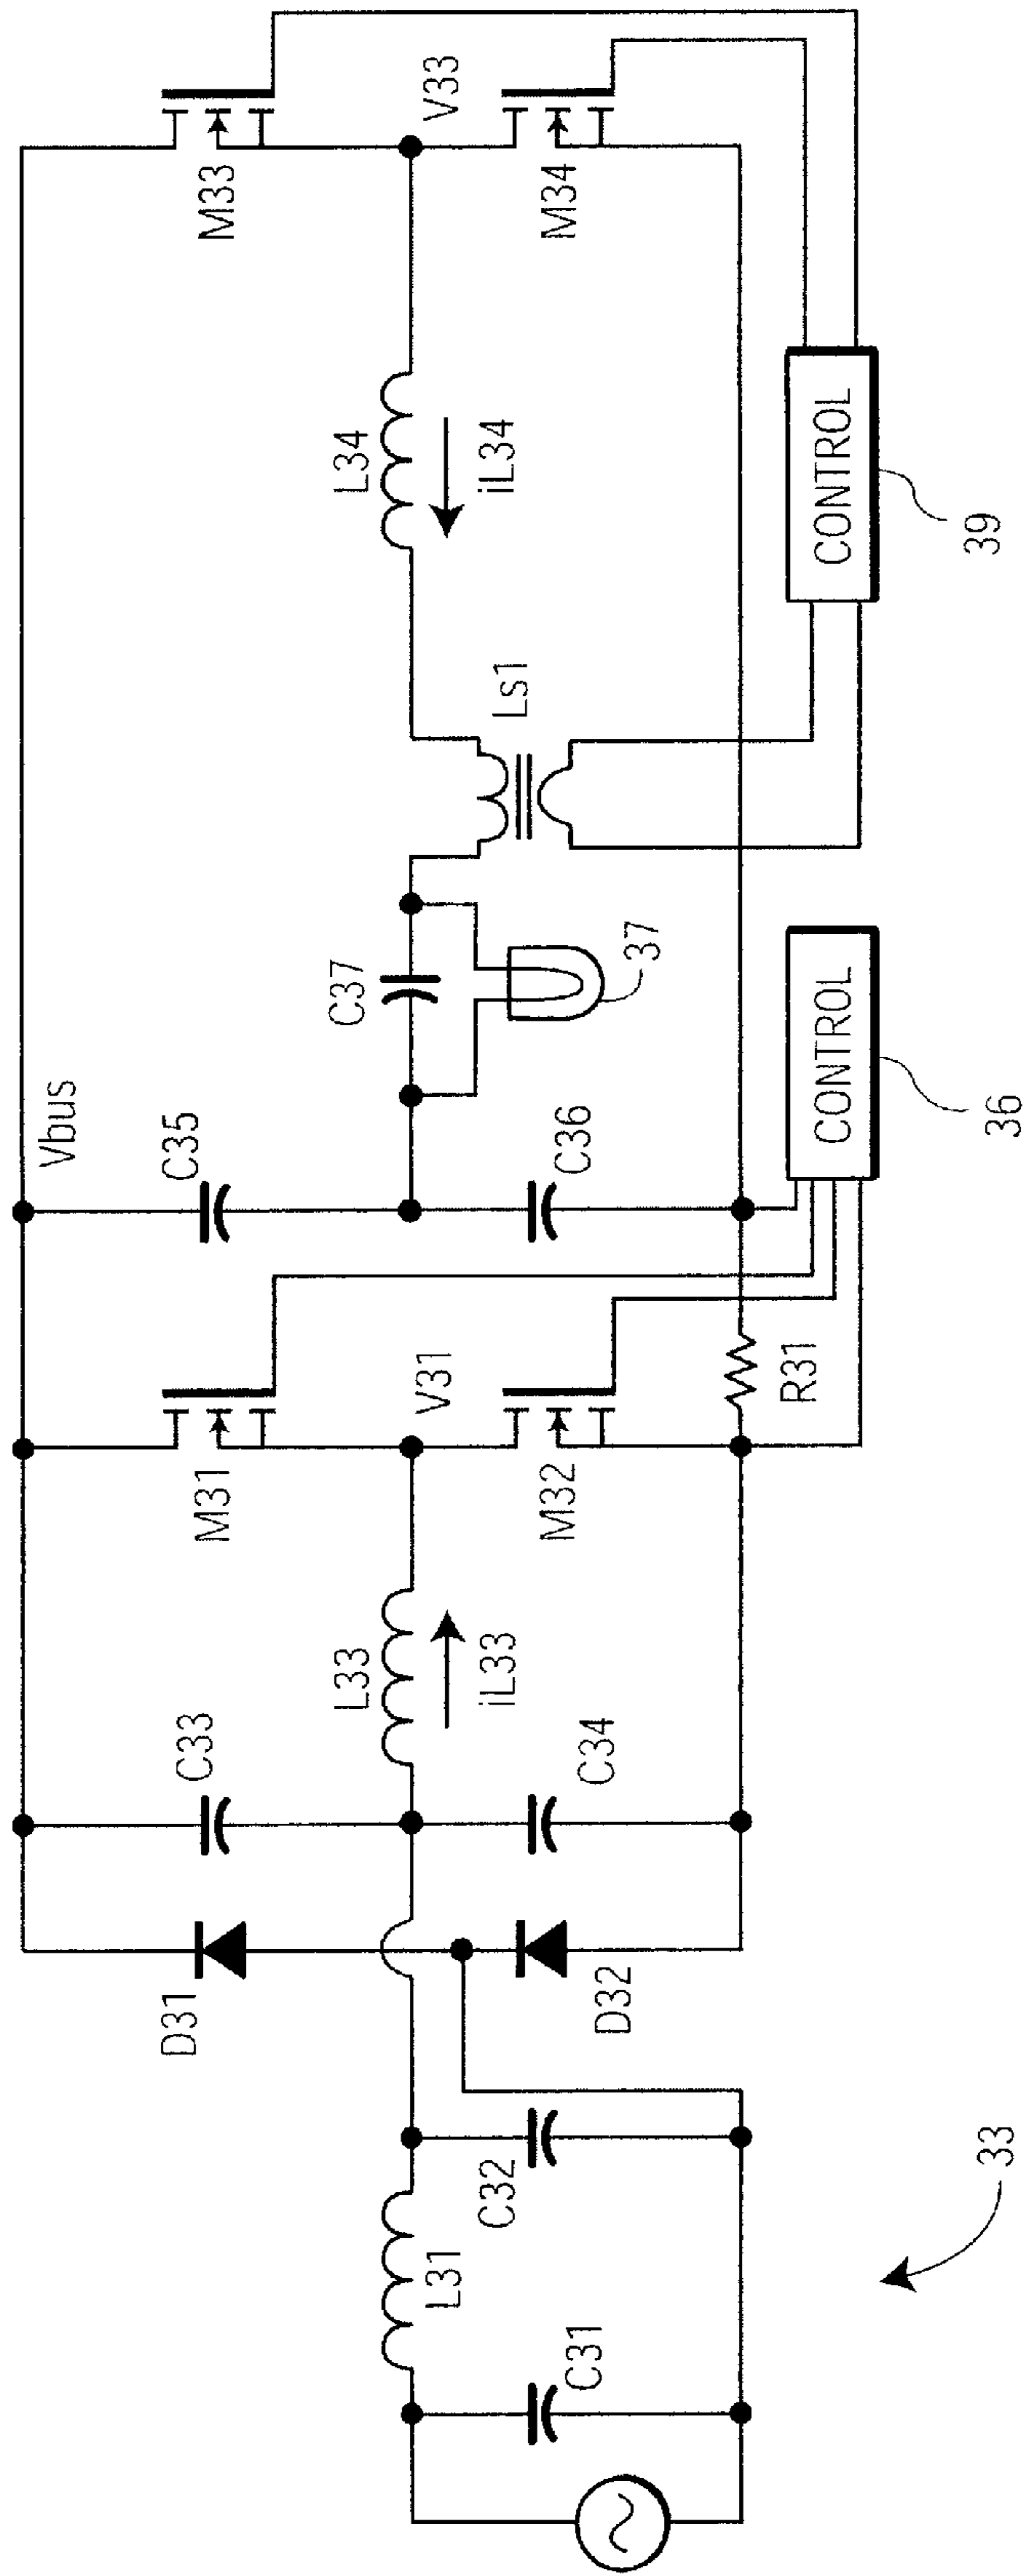 Vbus
D31
C33
M31
C35
M33
L31
L33
iL33
V31
C37
37
Ls1
L34
iL34
V33
C31
C32
D32
C34
M32
R31
C36
M34
CONTROL
36
CONTROL
39
33